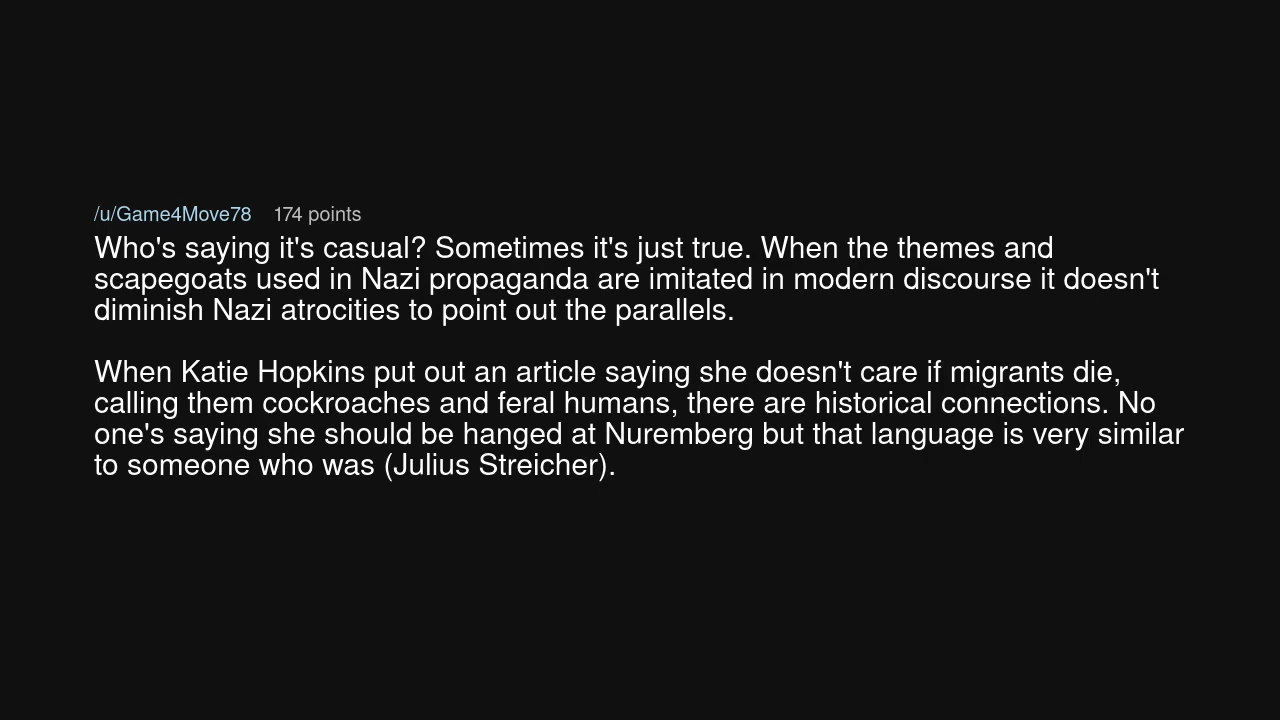 /u/Game4Move78 174 points
Who's saying it's casual? Sometimes it's just true. When the themes and
scapegoats used in Nazi propaganda are imitated in modern discourse it doesn't
diminish Nazi atrocities to point out the parallels.
When Katie Hopkins put out an article saying she doesn't care if migrants die,
calling them cockroaches and feral humans, there are historical connections. No
one's saying she should be hanged at Nuremberg but that language is very similar
to someone who was (Julius Streicher).